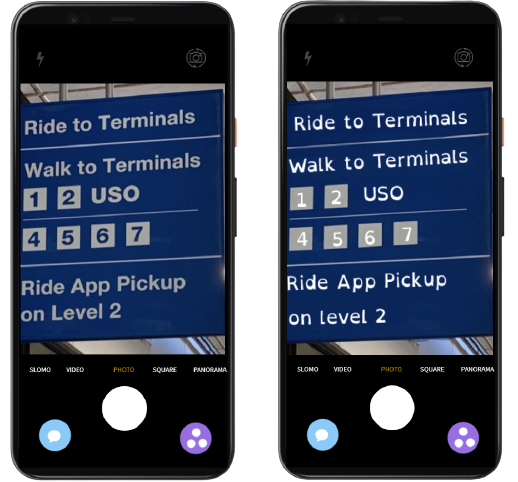 Ride to Terminals
Walk to Terminals
1 2 USO
4 5 6 7
Ride App Pickup
on Level 2
SLOMO VIDEO PHOTO SQUARE PANORAMA
Ride to Terminals
Walk to Terminals
1 2 USO
4 5 6 7
Ride App Pickup
on level 2
SLOMO VIDEO PHOTO SQUARE PANORAMA